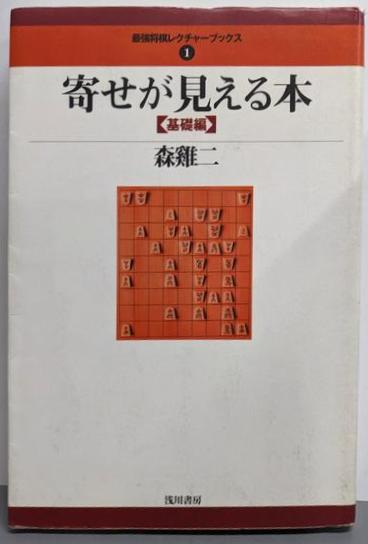 最強将棋レクチャーブックス
1
寄せが見える本
【基礎編】
森雞二
浅川書房